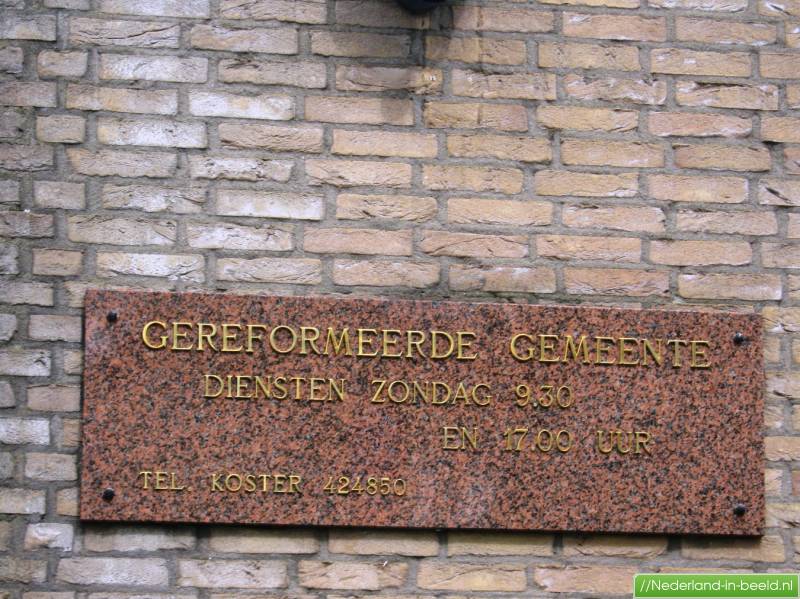 GEREFORMEERDE GEMEENTE
DIENSTEN ZONDAG 9.30
EN 17.00 UUR
TEL. KOSTER 424850
//Nederland-in-beeld.nl